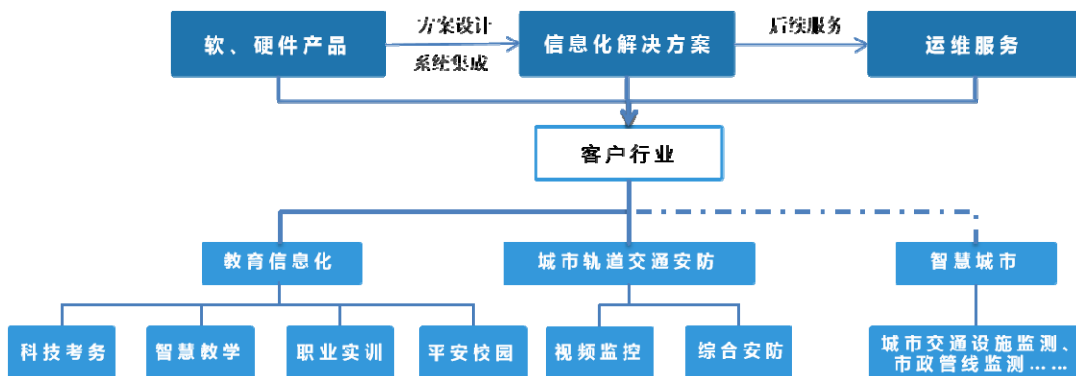 软、硬件产品
方案设计
系统集成
信息化解决方案
后续服务
运维服务
客户行业
教育信息化
城市轨道交通安防
智慧城市
科技考务
智慧教学
职业实训
平安校园
视频监控
综合安防
城市交通设施监测、
市政管线监测……